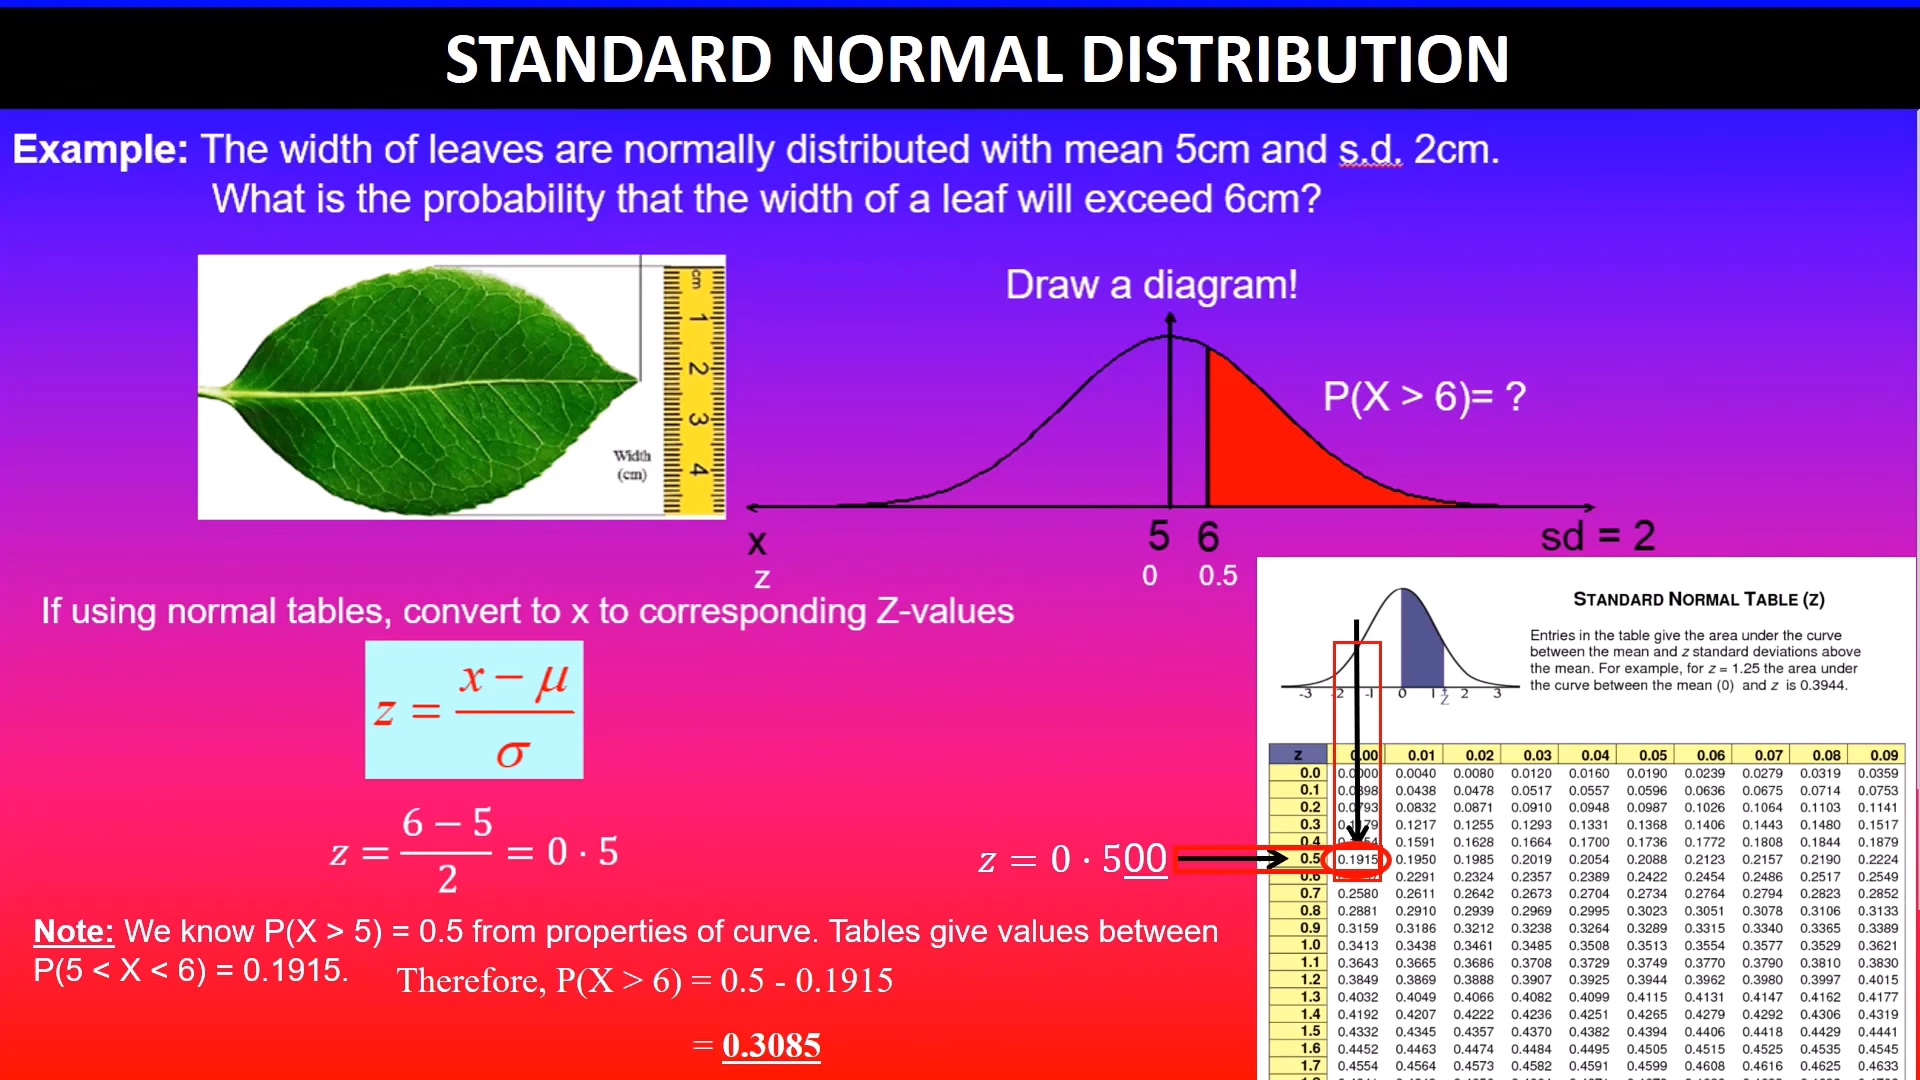 STANDARD NORMAL DISTRIBUTION
Example: The width of leaves are normally distributed with mean 5cm and s.d. 2cm.
What is the probability that the width of a leaf will exceed 6cm?
cm
1
2
3
4
Width
(cm)
Draw a diagram!
P(X > 6)= ?
x 5 6 sd = 2
z 0 0.5
If using normal tables, convert to x to corresponding Z-values
z = (x − μ) / σ
z = (6 − 5) / 2 = 0 · 5
z = 0 · 500
Note: We know P(X > 5) = 0.5 from properties of curve. Tables give values between
P(5 < X < 6) = 0.1915.
Therefore, P(X > 6) = 0.5 - 0.1915
= 0.3085
STANDARD NORMAL TABLE (Z)
Entries in the table give the area under the curve
between the mean and z standard deviations above
the mean. For example, for z = 1.25 the area under
the curve between the mean (0) and z is 0.3944.
-3 -2 -1 0 1 2 3
Z
z 0.00 0.01 0.02 0.03 0.04 0.05 0.06 0.07 0.08 0.09
0.0 0.0000 0.0040 0.0080 0.0120 0.0160 0.0190 0.0239 0.0279 0.0319 0.0359
0.1 0.0398 0.0438 0.0478 0.0517 0.0557 0.0596 0.0636 0.0675 0.0714 0.0753
0.2 0.0793 0.0832 0.0871 0.0910 0.0948 0.0987 0.1026 0.1064 0.1103 0.1141
0.3 0.1179 0.1217 0.1255 0.1293 0.1331 0.1368 0.1406 0.1443 0.1480 0.1517
0.4 0.1591 0.1628 0.1664 0.1700 0.1736 0.1772 0.1808 0.1844 0.1879
0.5 0.1915 0.1950 0.1985 0.2019 0.2054 0.2088 0.2123 0.2157 0.2190 0.2224
0.6 0.2291 0.2324 0.2357 0.2389 0.2422 0.2454 0.2486 0.2517 0.2549
0.7 0.2580 0.2611 0.2642 0.2673 0.2704 0.2734 0.2764 0.2794 0.2823 0.2852
0.8 0.2881 0.2910 0.2939 0.2969 0.2995 0.3023 0.3051 0.3078 0.3106 0.3133
0.9 0.3159 0.3186 0.3212 0.3238 0.3264 0.3289 0.3315 0.3340 0.3365 0.3389
1.0 0.3413 0.3438 0.3461 0.3485 0.3508 0.3513 0.3554 0.3577 0.3529 0.3621
1.1 0.3643 0.3665 0.3686 0.3708 0.3729 0.3749 0.3770 0.3790 0.3810 0.3830
1.2 0.3849 0.3869 0.3888 0.3907 0.3925 0.3944 0.3962 0.3980 0.3997 0.4015
1.3 0.4032 0.4049 0.4066 0.4082 0.4099 0.4115 0.4131 0.4147 0.4162 0.4177
1.4 0.4192 0.4207 0.4222 0.4236 0.4251 0.4265 0.4279 0.4292 0.4306 0.4319
1.5 0.4332 0.4345 0.4357 0.4370 0.4382 0.4394 0.4406 0.4418 0.4429 0.4441
1.6 0.4452 0.4463 0.4474 0.4484 0.4495 0.4505 0.4515 0.4525 0.4535 0.4545
1.7 0.4554 0.4564 0.4573 0.4582 0.4591 0.4599 0.4608 0.4616 0.4625 0.4633